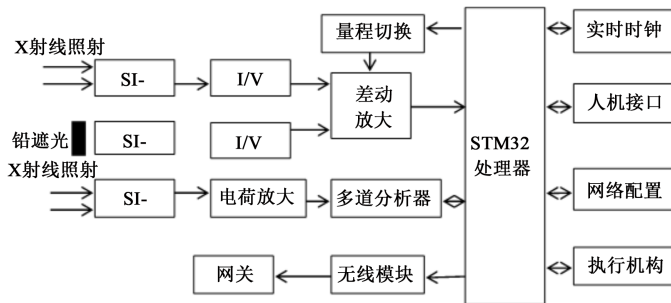 量程切换
实时时钟
X射线照射
SI-
I/V
差动
放大
人机接口
铅遮光
SI-
I/V
STM32
处理器
X射线照射
SI-
电荷放大
多道分析器
网络配置
网关
无线模块
执行机构